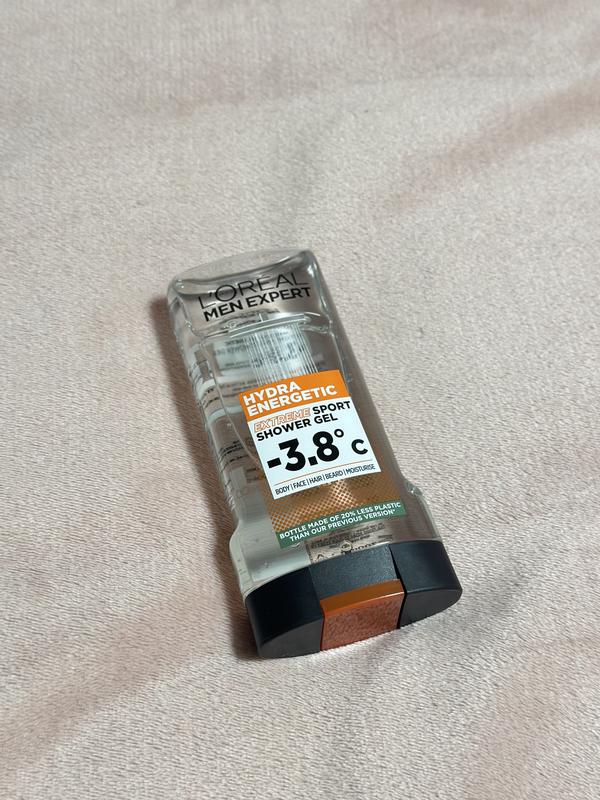 L'ORÉAL
MEN EXPERT
HYDRA
ENERGETIC
EXTREME SPORT
SHOWER GEL
-3.8° C
BODY | FACE | HAIR | BEARD | MOISTURISE
BOTTLE MADE OF 20% LESS PLASTIC
THAN OUR PREVIOUS VERSION*